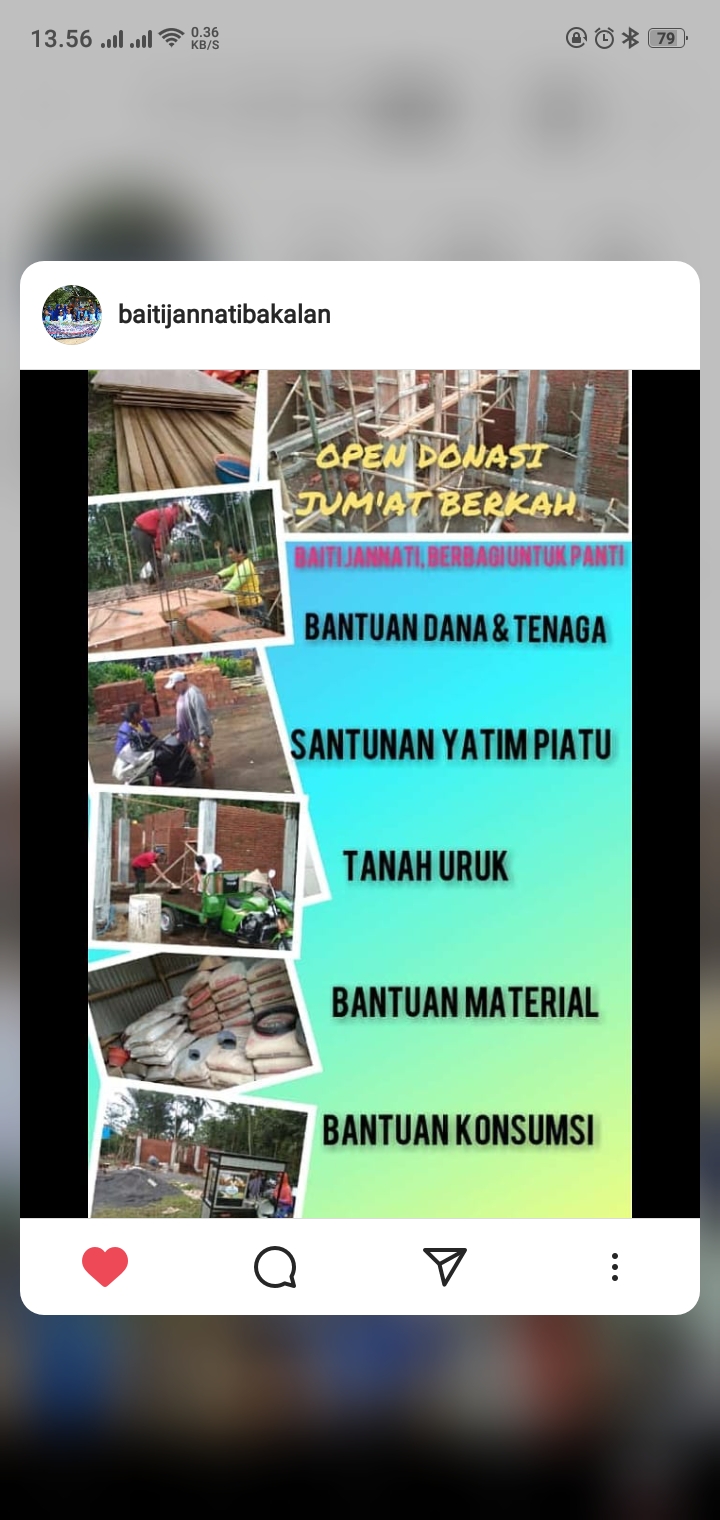 13.56 0.36 KB/S 79
baitijannatibakalan
OPEN DONASI
JUM'AT BERKAH
BAITI JANNATI, BERBAGI UNTUK PANTI
BANTUAN DANA & TENAGA
SANTUNAN YATIM PIATU
TANAH URUK
BANTUAN MATERIAL
BANTUAN KONSUMSI